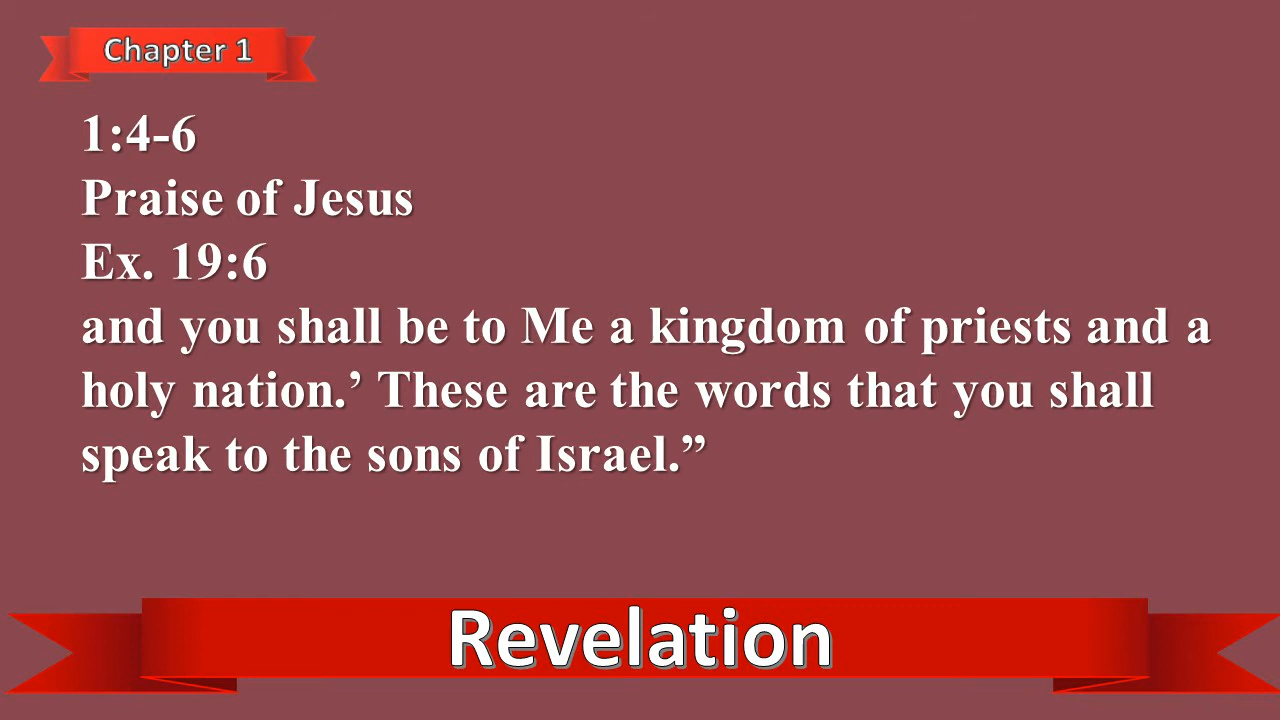 Chapter 1
1:4-6
Praise of Jesus
Ex. 19:6
and you shall be to Me a kingdom of priests and a
holy nation.’ These are the words that you shall
speak to the sons of Israel.”
Revelation